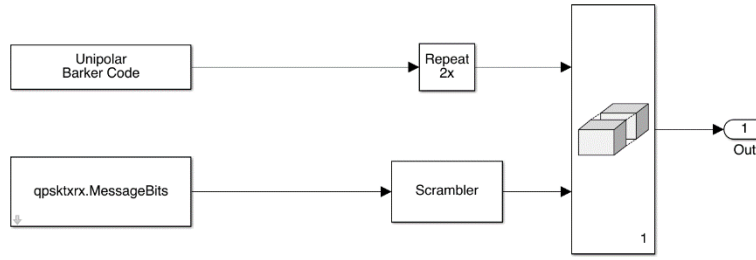 Unipolar
Barker Code
Repeat
2x
qpsktxrx.MessageBits
Scrambler
1
1
Out